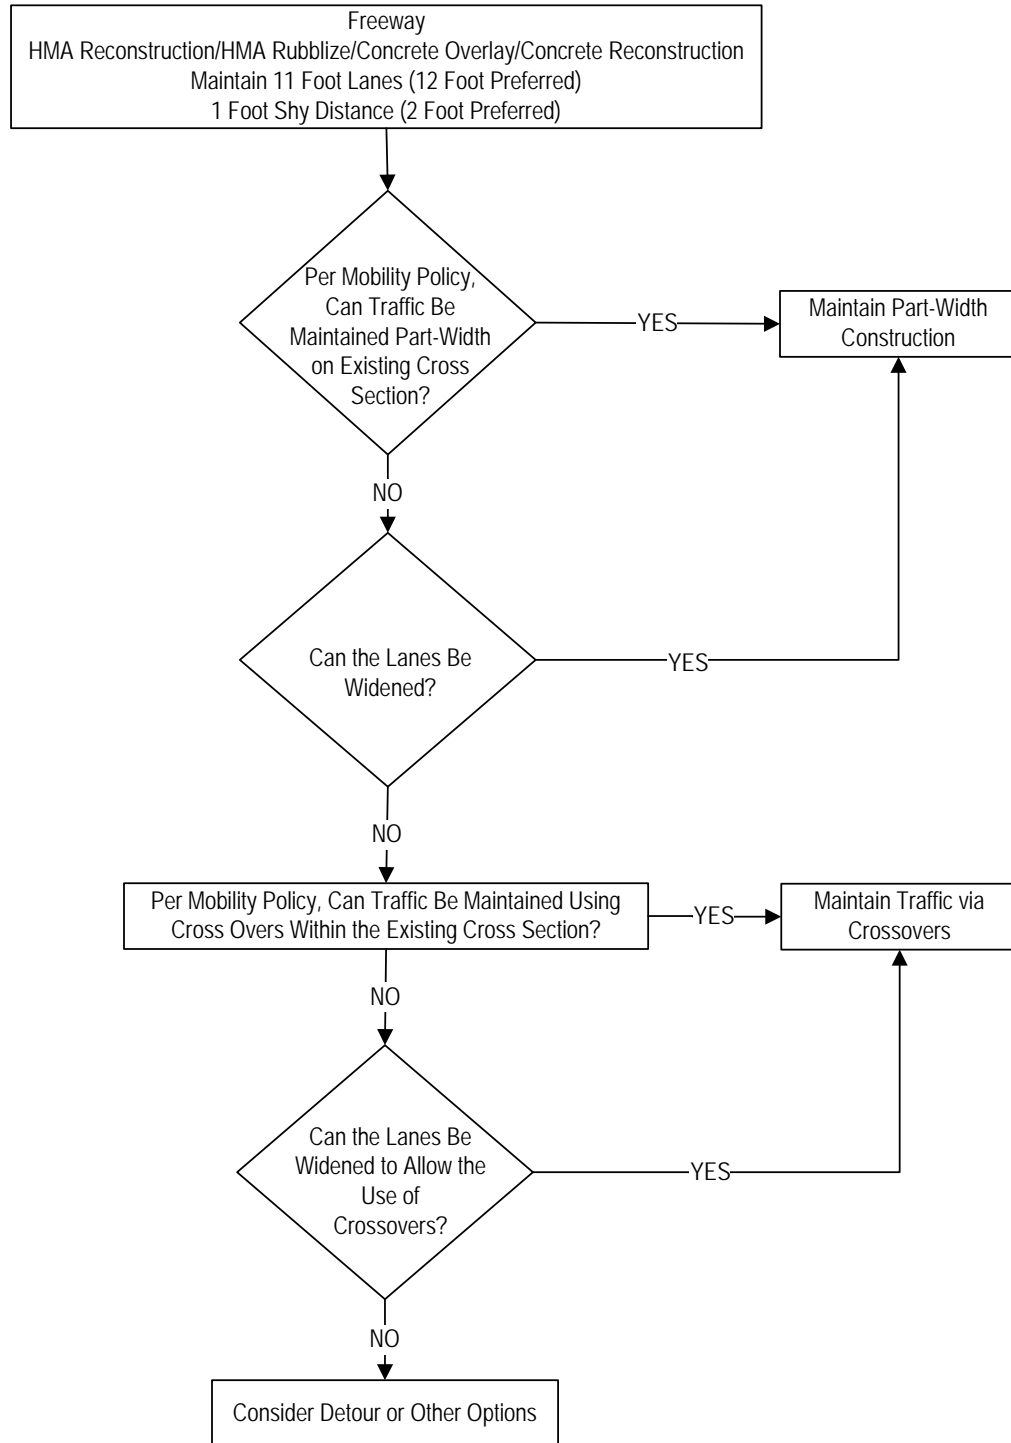 Freeway
HMA Reconstruction/HMA Rubblize/Concrete Overlay/Concrete Reconstruction
Maintain 11 Foot Lanes (12 Foot Preferred)
1 Foot Shy Distance (2 Foot Preferred)
Per Mobility Policy,
Can Traffic Be
Maintained Part-Width
on Existing Cross
Section?
YES
Maintain Part-Width
Construction
NO
Can the Lanes Be
Widened?
YES
NO
Per Mobility Policy, Can Traffic Be Maintained Using
Cross Overs Within the Existing Cross Section?
YES
Maintain Traffic via
Crossovers
NO
Can the Lanes Be
Widened to Allow the
Use of
Crossovers?
YES
NO
Consider Detour or Other Options